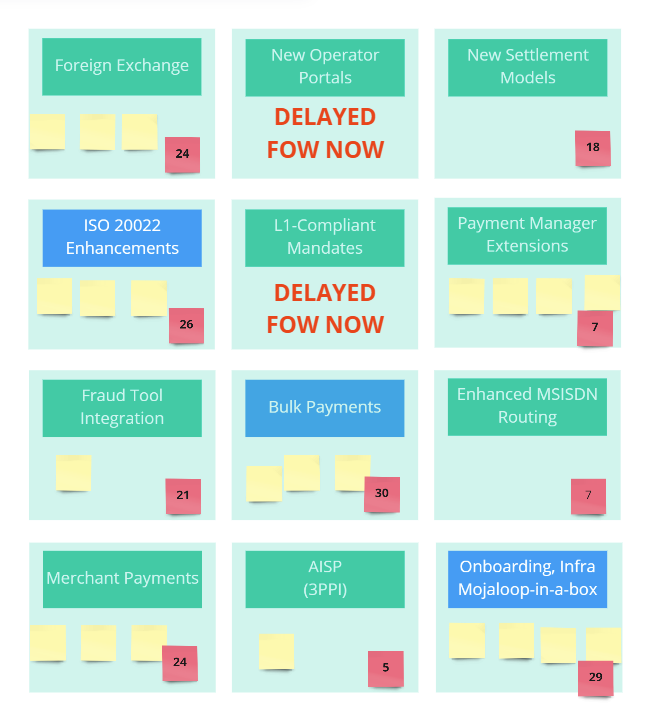 Foreign Exchange
24
New Operator
Portals
DELAYED
FOW NOW
New Settlement
Models
18
ISO 20022
Enhancements
26
L1-Compliant
Mandates
DELAYED
FOW NOW
Payment Manager
Extensions
7
Fraud Tool
Integration
21
Bulk Payments
30
Enhanced MSISDN
Routing
7
Merchant Payments
24
AISP
(3PPI)
5
Onboarding, Infra
Mojaloop-in-a-box
29